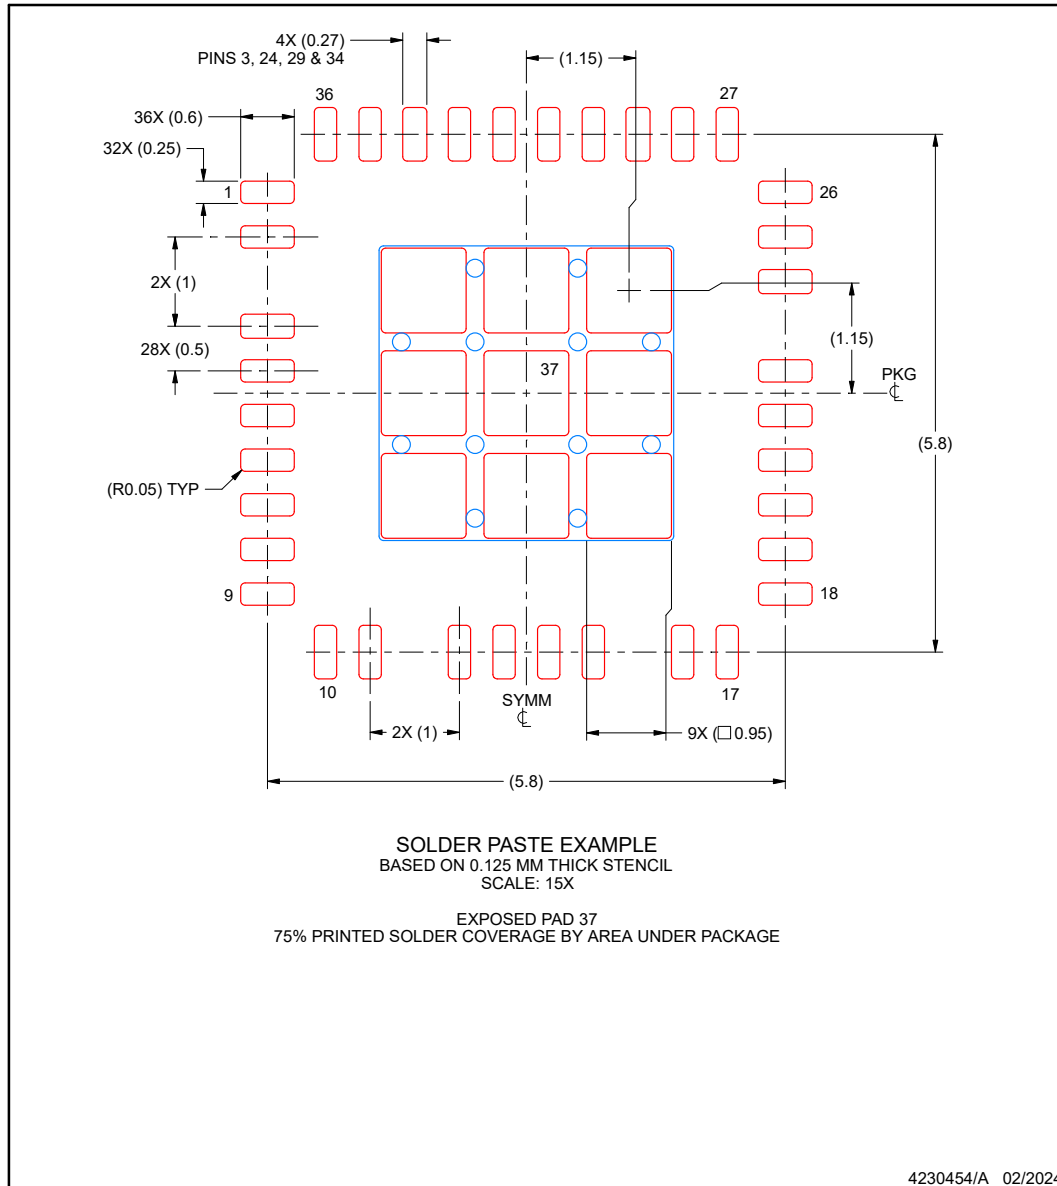 4X (0.27)
PINS 3, 24, 29 & 34
(1.15)
36
27
36X (0.6)
32X (0.25)
1
26
2X (1)
28X (0.5)
(1.15)
37
PKG
(5.8)
(R0.05) TYP
9
18
10
17
SYMM
2X (1)
9X (□ 0.95)
(5.8)
SOLDER PASTE EXAMPLE
BASED ON 0.125 MM THICK STENCIL
SCALE: 15X
EXPOSED PAD 37
75% PRINTED SOLDER COVERAGE BY AREA UNDER PACKAGE
4230454/A 02/2024